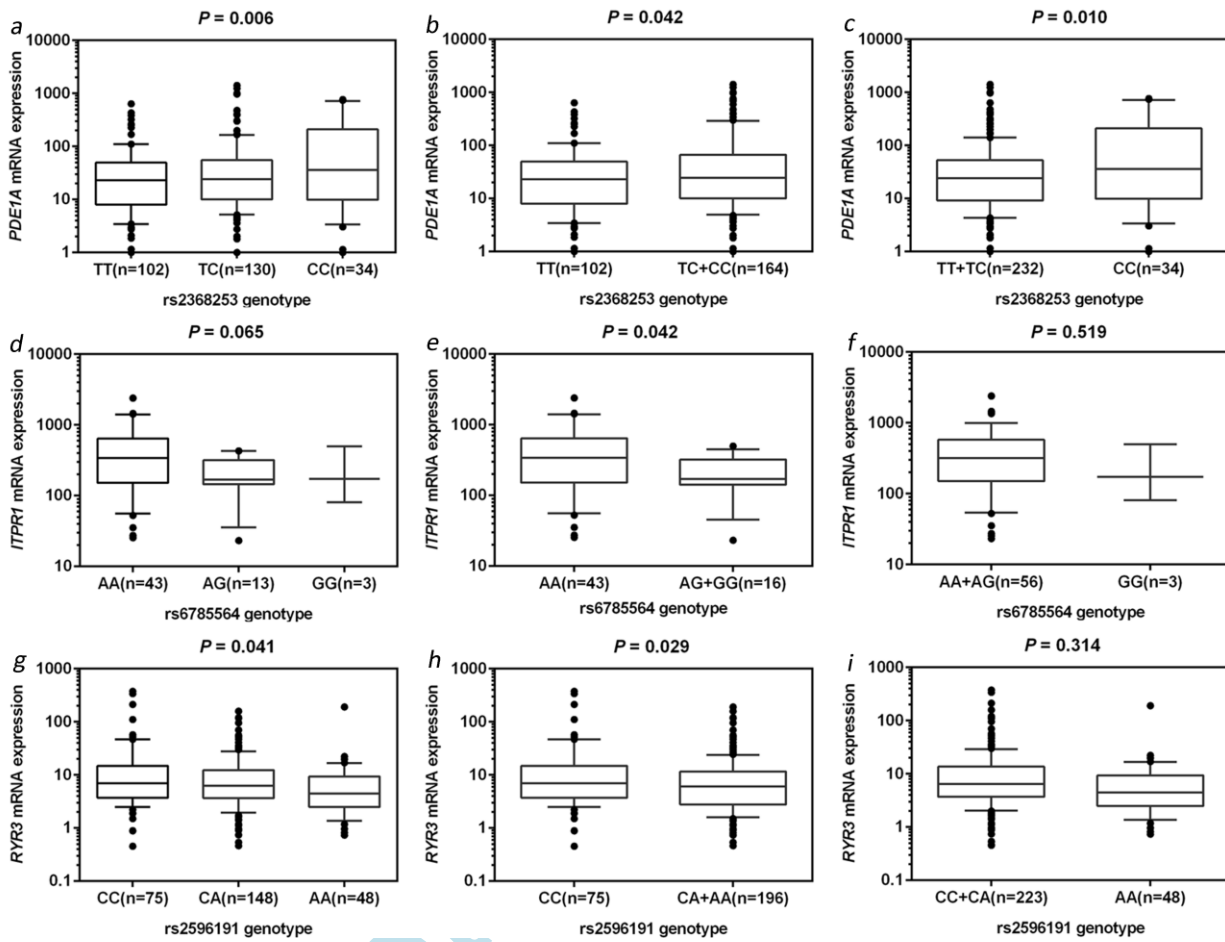 a
P = 0.006
PDE1A mRNA expression
10000
1000
100
10
1
TT(n=102) TC(n=130) CC(n=34)
rs2368253 genotype
b
P = 0.042
PDE1A mRNA expression
10000
1000
100
10
1
TT(n=102) TC+CC(n=164)
rs2368253 genotype
c
P = 0.010
PDE1A mRNA expression
10000
1000
100
10
1
TT+TC(n=232) CC(n=34)
rs2368253 genotype
d
P = 0.065
ITPR1 mRNA expression
10000
1000
100
10
AA(n=43) AG(n=13) GG(n=3)
rs6785564 genotype
e
P = 0.042
ITPR1 mRNA expression
10000
1000
100
10
AA(n=43) AG+GG(n=16)
rs6785564 genotype
f
P = 0.519
ITPR1 mRNA expression
10000
1000
100
10
AA+AG(n=56) GG(n=3)
rs6785564 genotype
g
P = 0.041
RYR3 mRNA expression
1000
100
10
1
0.1
CC(n=75) CA(n=148) AA(n=48)
rs2596191 genotype
h
P = 0.029
RYR3 mRNA expression
1000
100
10
1
0.1
CC(n=75) CA+AA(n=196)
rs2596191 genotype
i
P = 0.314
RYR3 mRNA expression
1000
100
10
1
0.1
CC+CA(n=223) AA(n=48)
rs2596191 genotype